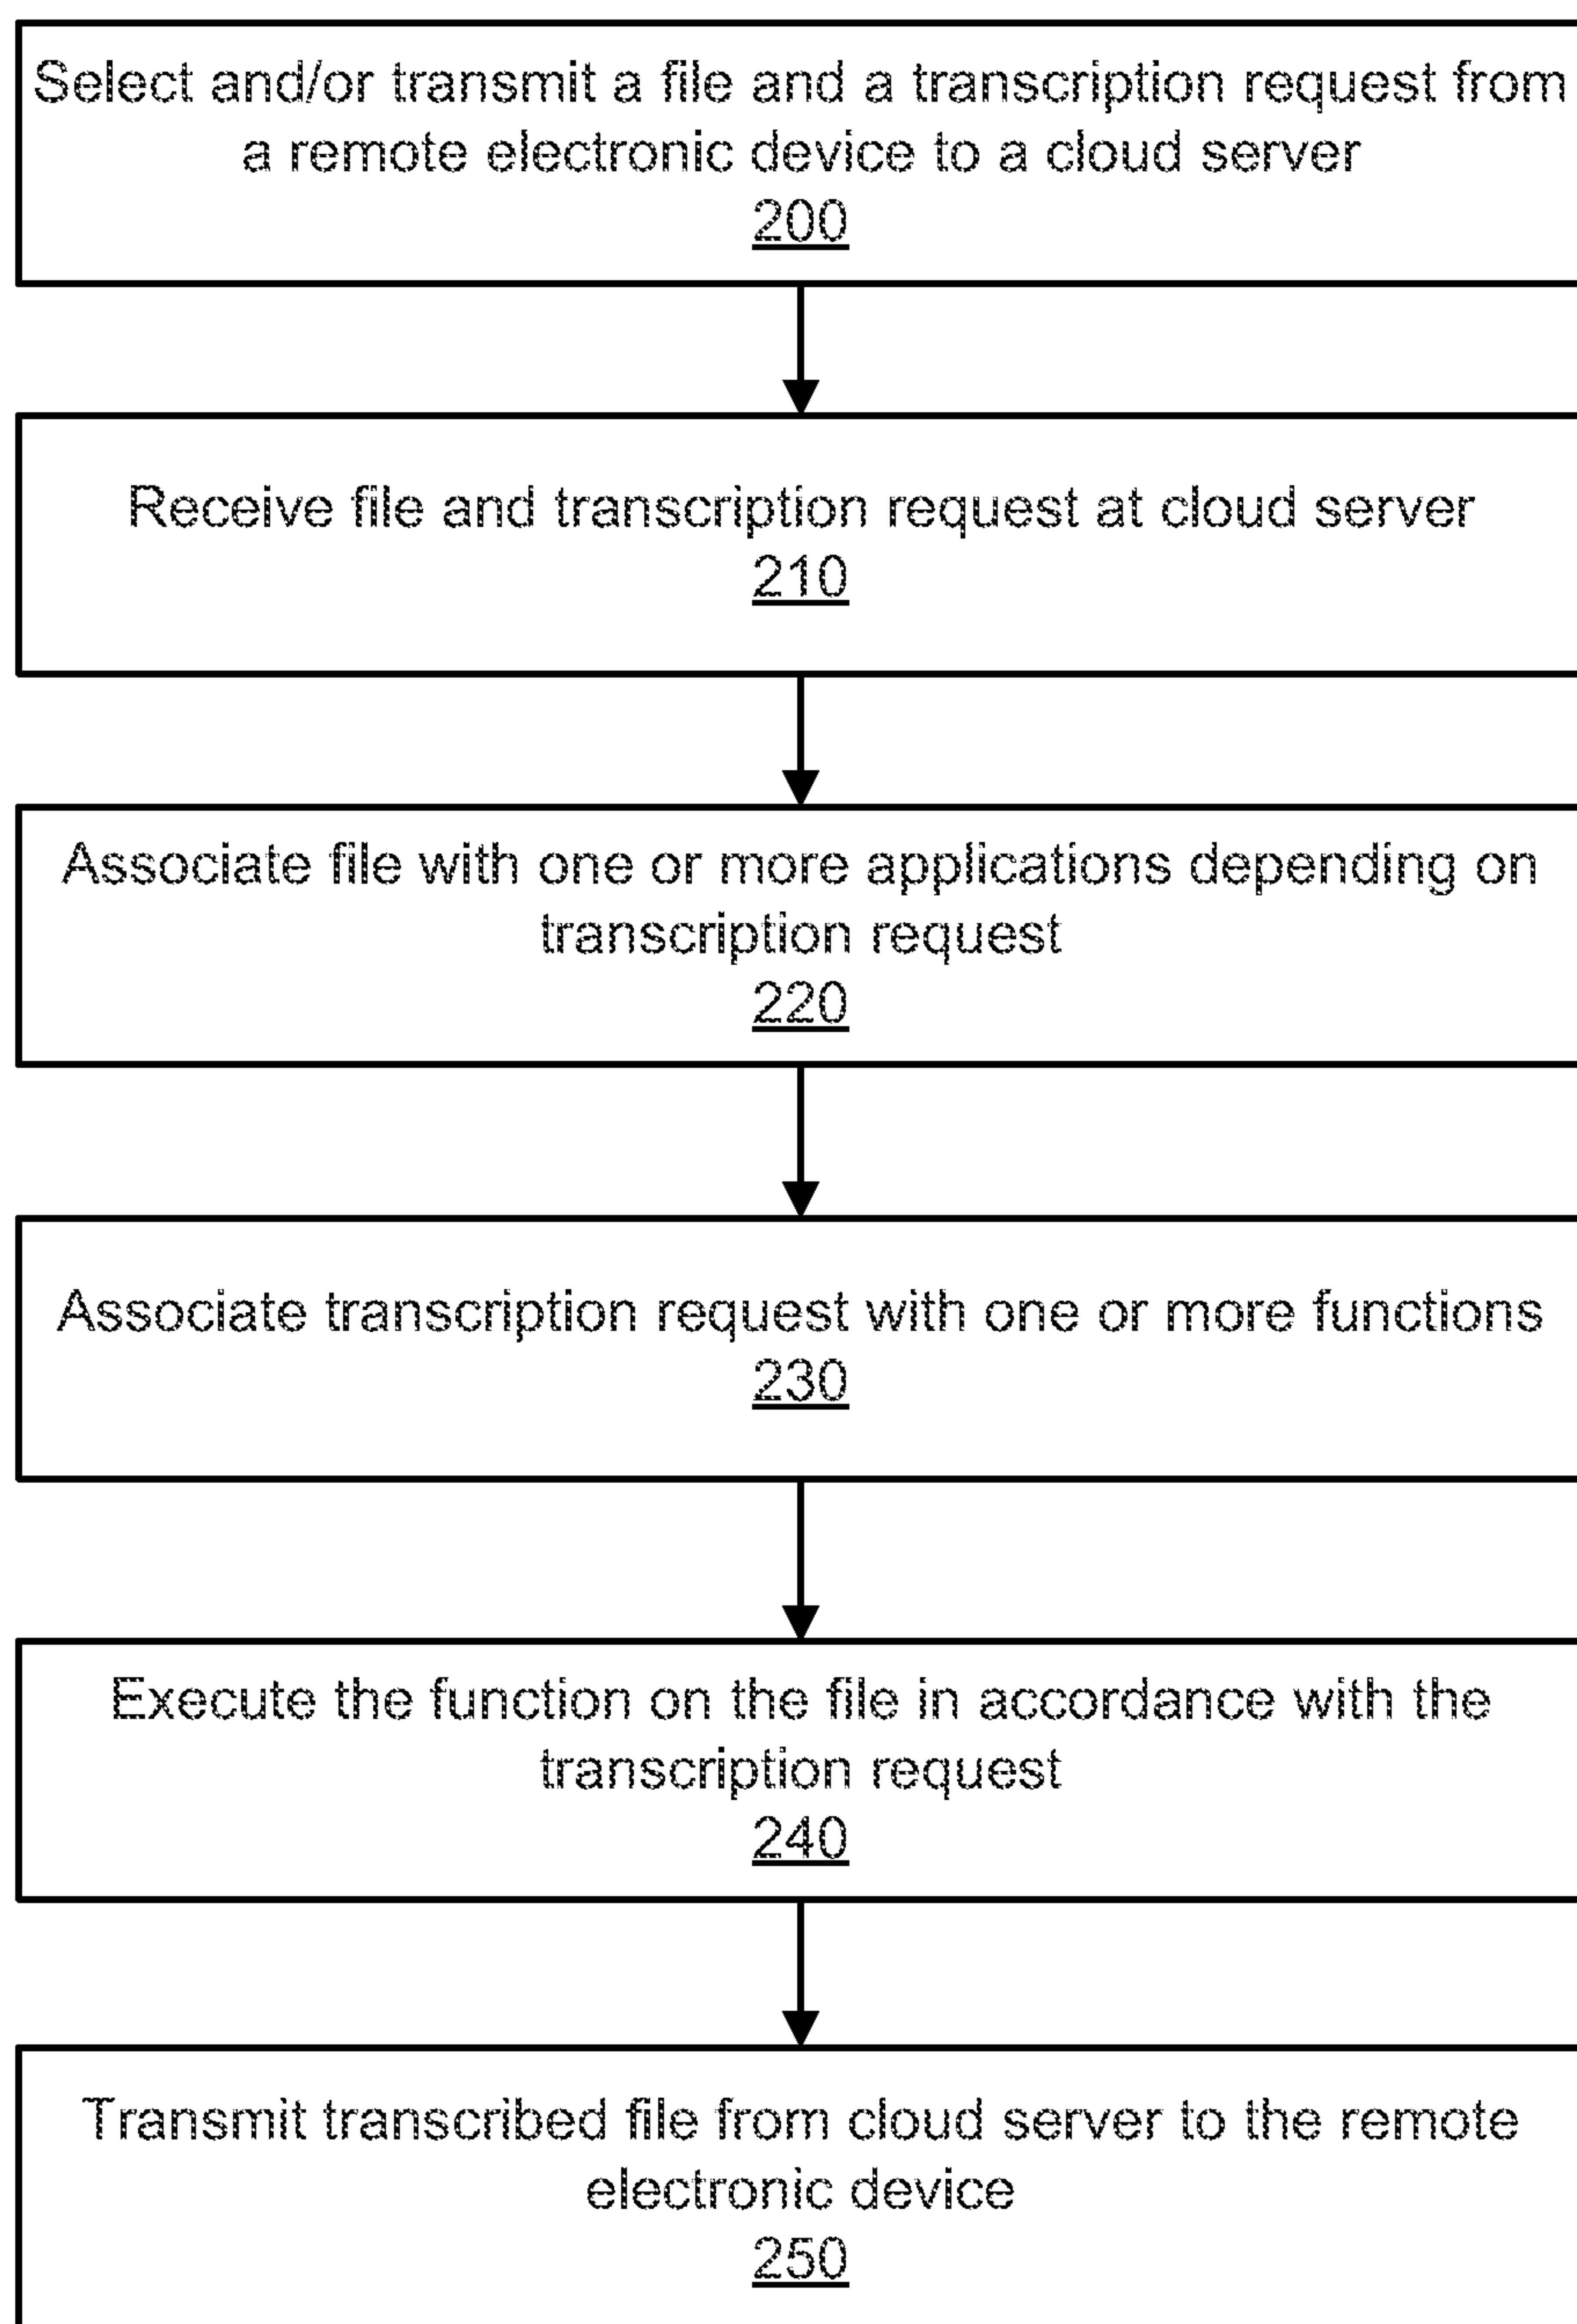 Select and/or transmit a file and a transcription request from
a remote electronic device to a cloud server
200
Receive file and transcription request at cloud server
210
Associate file with one or more applications depending on
transcription request
220
Associate transcription request with one or more functions
230
Execute the function on the file in accordance with the
transcription request
240
Transmit transcribed file from cloud server to the remote
electronic device
250